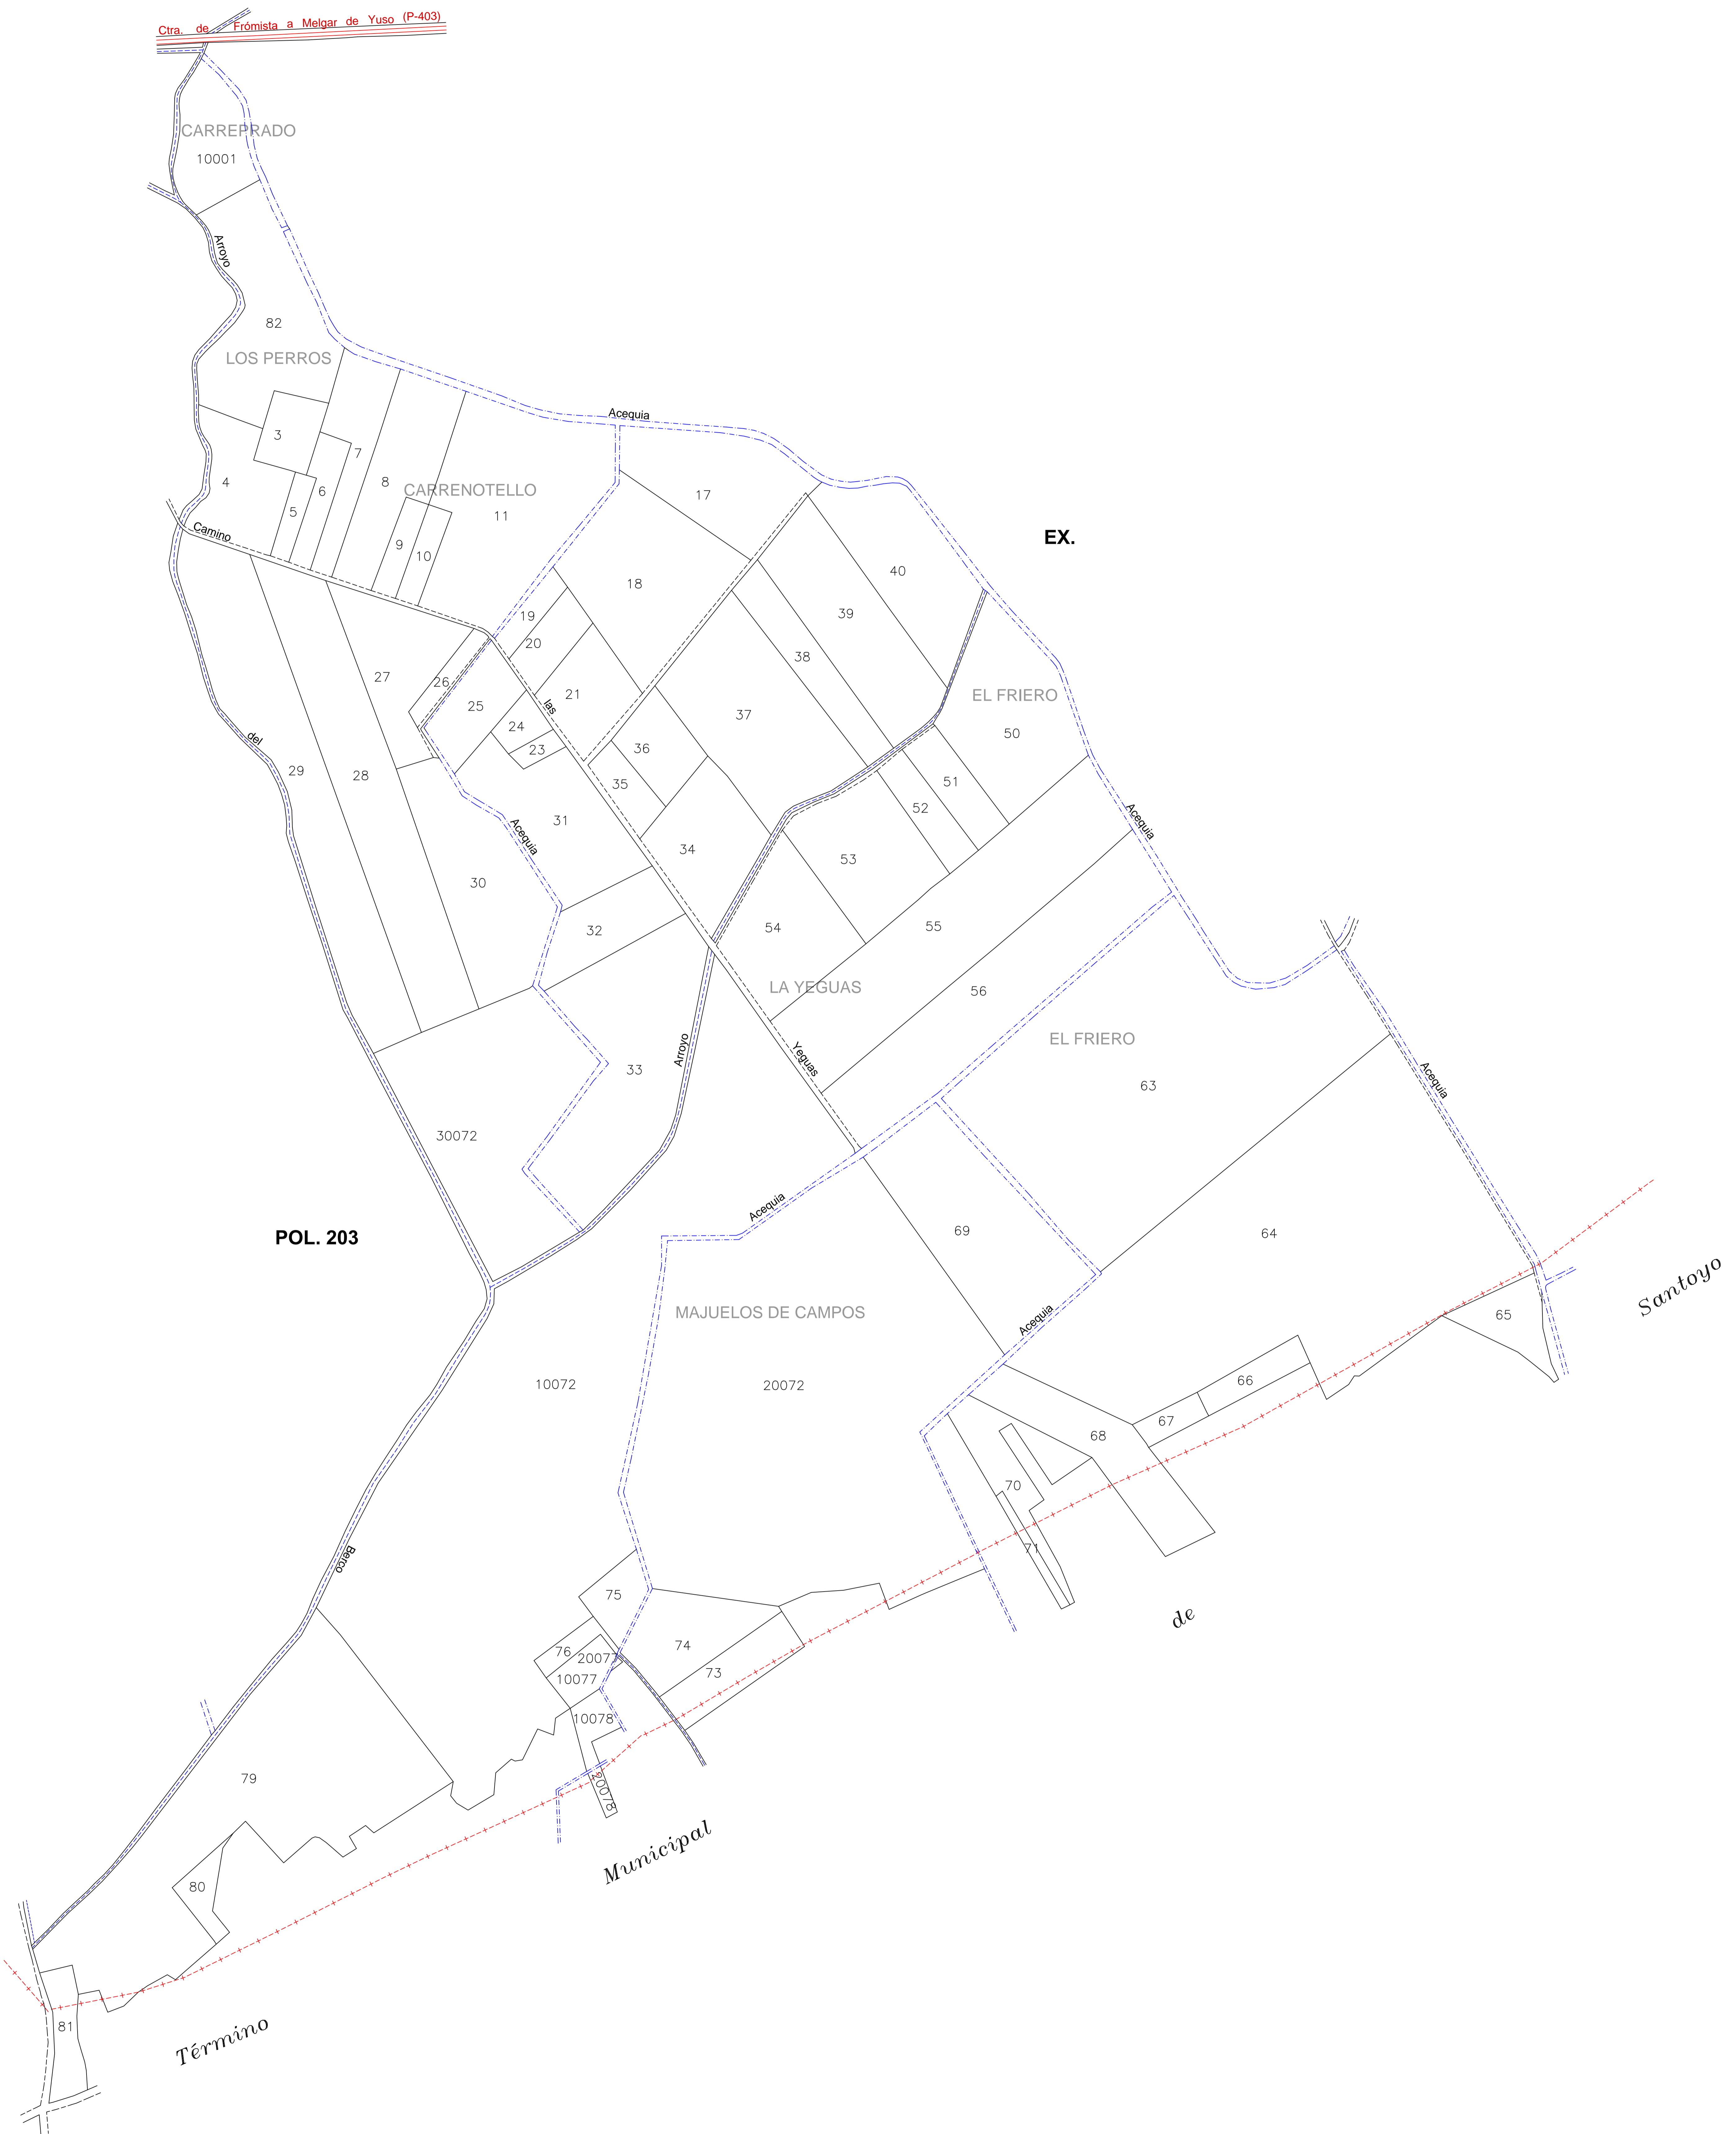 Ctra. de Frómista a Melgar de Yuso (P-403)
CARREPRADO
10001
Arroyo
82
LOS PERROS
Acequia
3
7
4
8
CARRENOTELLO
6
5
11
17
EX.
Camino
9
10
40
18
39
19
20
38
27
26
21
EL FRIERO
25
las
37
24
50
23
36
del
29
28
35
51
52
Acequia
31
Acequia
34
53
30
54
55
32
LA YEGUAS
56
Arroyo
Yeguas
EL FRIERO
33
63
Acequia
30072
Acequia
69
64
POL. 203
Santoyo
MAJUELOS DE CAMPOS
Acequia
65
10072
20072
66
67
68
70
71
Berco
75
de
74
76
20077
73
10077
10078
79
20078
Municipal
80
81
Término